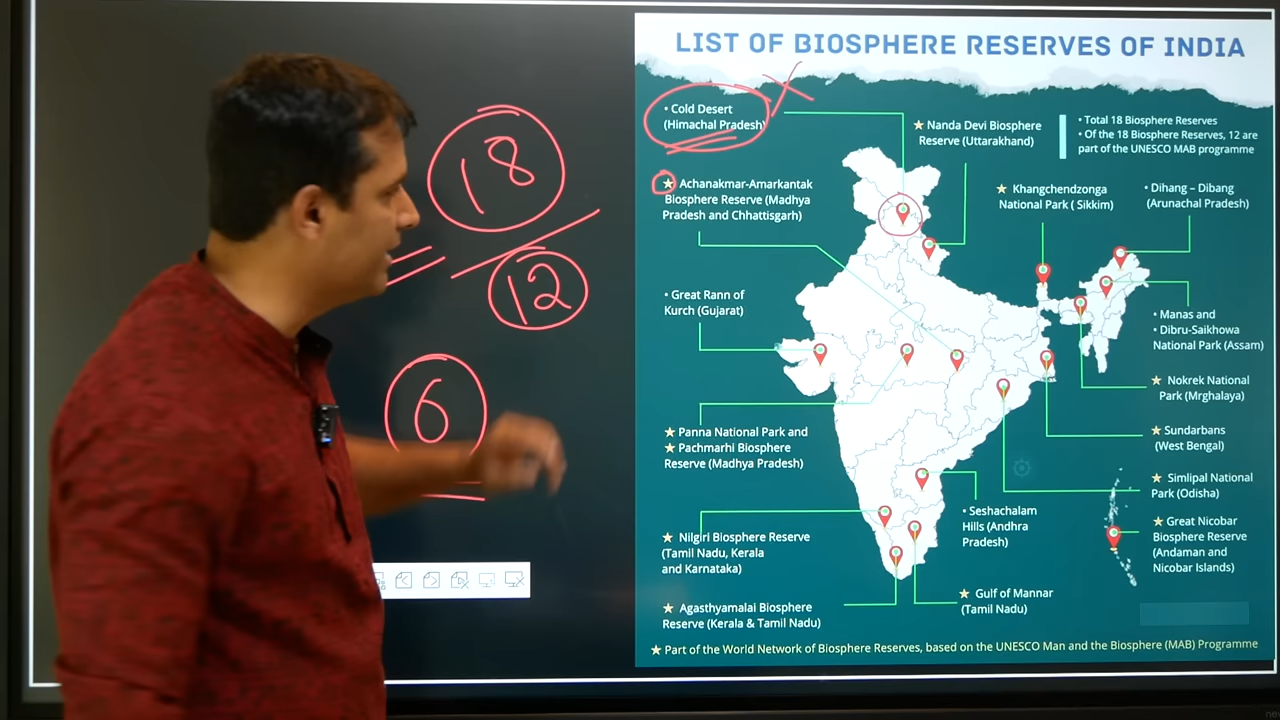 18
12
6
LIST OF BIOSPHERE RESERVES OF INDIA
• Cold Desert
(Himachal Pradesh)
★ Nanda Devi Biosphere
Reserve (Uttarakhand)
• Total 18 Biosphere Reserves
• Of the 18 Biosphere Reserves, 12 are
part of the UNESCO MAB programme
★ Achanakmar-Amarkantak
Biosphere Reserve (Madhya
Pradesh and Chhattisgarh)
★ Khangchendzonga
National Park ( Sikkim)
• Dihang – Dibang
(Arunachal Pradesh)
• Great Rann of
Kurch (Gujarat)
• Manas and
• Dibru-Saikhowa
National Park (Assam)
★ Nokrek National
Park (Mrghalaya)
★ Panna National Park and
★ Pachmarhi Biosphere
Reserve (Madhya Pradesh)
★ Sundarbans
(West Bengal)
★ Simlipal National
Park (Odisha)
• Seshachalam
Hills (Andhra
Pradesh)
★ Great Nicobar
Biosphere Reserve
(Andaman and
Nicobar Islands)
★ Nilgiri Biosphere Reserve
(Tamil Nadu, Kerala
and Karnataka)
★ Gulf of Mannar
(Tamil Nadu)
★ Agasthyamalai Biosphere
Reserve (Kerala & Tamil Nadu)
★ Part of the World Network of Biosphere Reserves, based on the UNESCO Man and the Biosphere (MAB) Programme